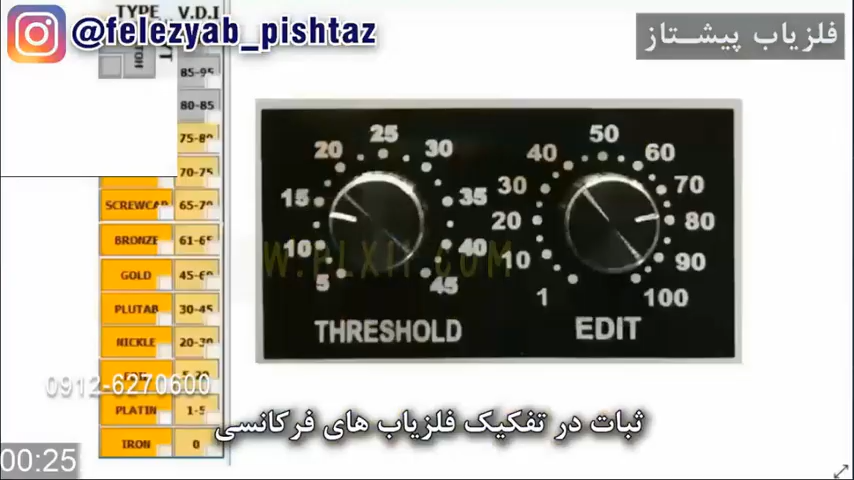 TYPE V.D.I
@felezyab_pishtaz
فلزیاب پیشــتاز
85-95
80-85
75-80
70-75
SCREWCAP 65-70
BRONZE 61-65
GOLD 45-60
PLUTAB 30-45
NICKLE 20-30
PLATIN 1-5
IRON 0
5 10 15 20 25 30 35 40 45
THRESHOLD
1 10 20 30 40 50 60 70 80 90 100
EDIT
0912-6270600
ثبات در تفکیک فلزیاب های فرکانسی
00:25